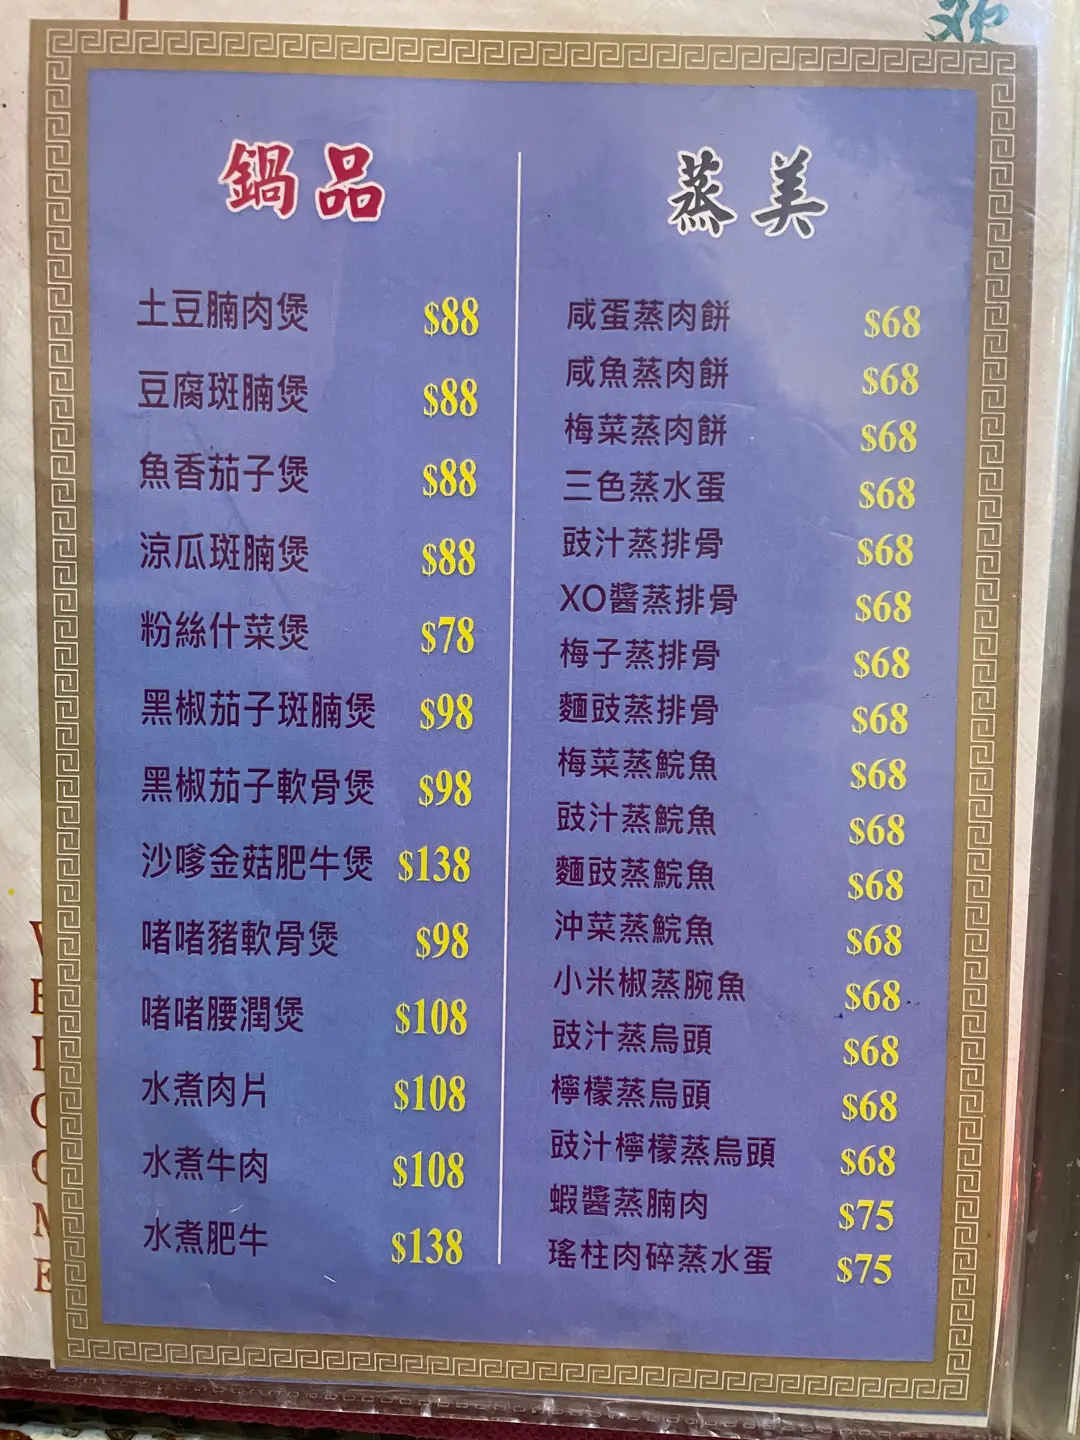 欢
鍋品
土豆腩肉煲 $88
豆腐斑腩煲 $88
魚香茄子煲 $88
涼瓜斑腩煲 $88
粉絲什菜煲 $78
黑椒茄子斑腩煲 $98
黑椒茄子軟骨煲 $98
沙嗲金菇肥牛煲 $138
啫啫豬軟骨煲 $98
啫啫腰潤煲 $108
水煮肉片 $108
水煮牛肉 $108
水煮肥牛 $138
蒸美
咸蛋蒸肉餅 $68
咸魚蒸肉餅 $68
梅菜蒸肉餅 $68
三色蒸水蛋 $68
豉汁蒸排骨 $68
XO醬蒸排骨 $68
梅子蒸排骨 $68
麵豉蒸排骨 $68
梅菜蒸鯇魚 $68
豉汁蒸鯇魚 $68
麵豉蒸鯇魚 $68
沖菜蒸鯇魚 $68
小米椒蒸腕魚 $68
豉汁蒸烏頭 $68
檸檬蒸烏頭 $68
豉汁檸檬蒸烏頭 $68
蝦醬蒸腩肉 $75
瑤柱肉碎蒸水蛋 $75